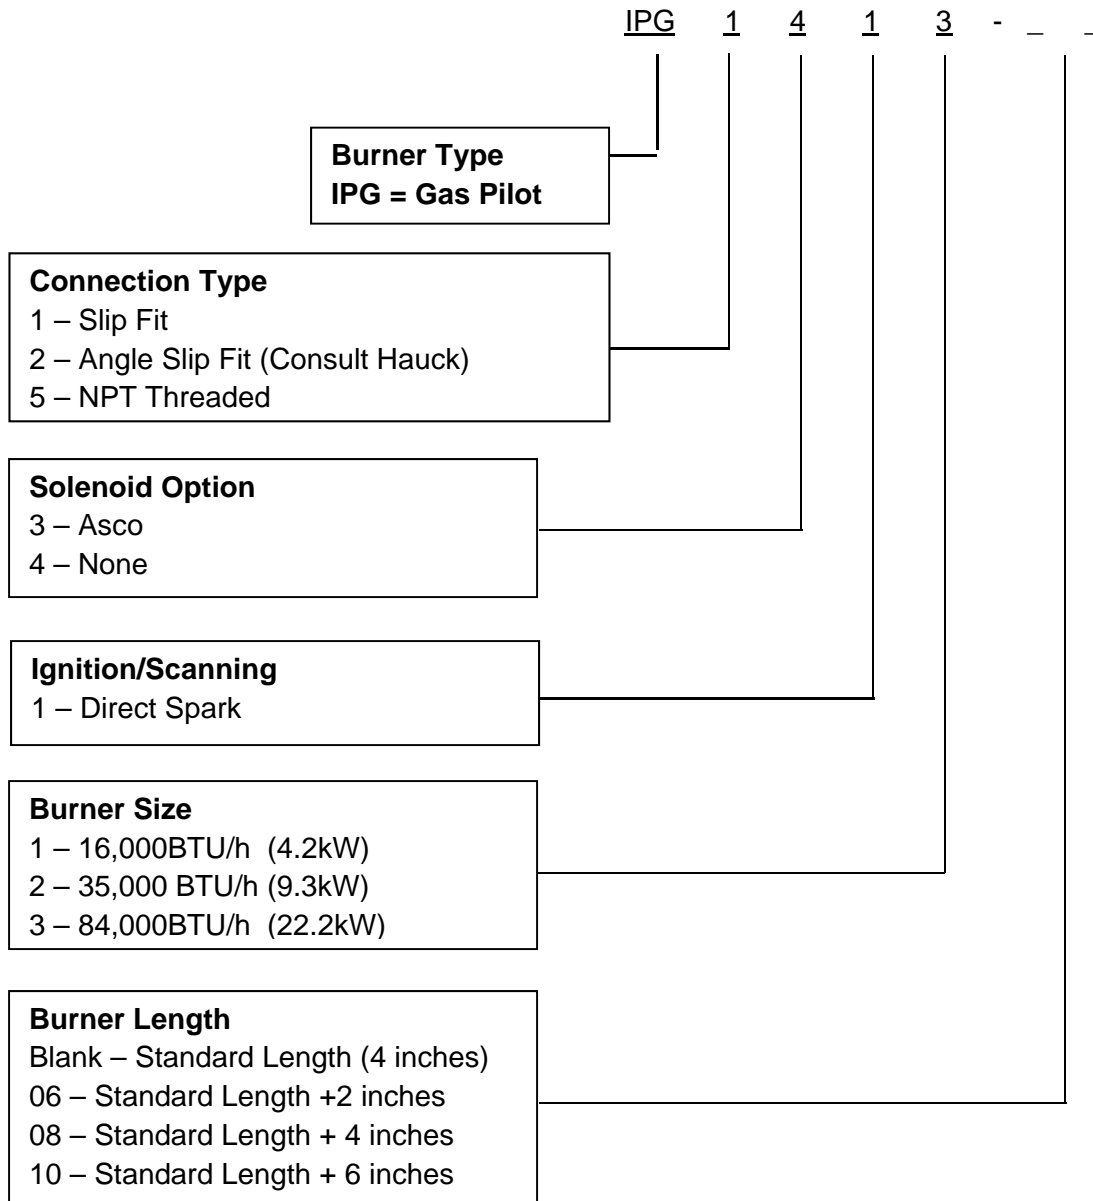 IPG 1 4 1 3 - _ _
Burner Type
IPG = Gas Pilot
Connection Type
1 – Slip Fit
2 – Angle Slip Fit (Consult Hauck)
5 – NPT Threaded
Solenoid Option
3 – Asco
4 – None
Ignition/Scanning
1 – Direct Spark
Burner Size
1 – 16,000BTU/h (4.2kW)
2 – 35,000 BTU/h (9.3kW)
3 – 84,000BTU/h (22.2kW)
Burner Length
Blank – Standard Length (4 inches)
06 – Standard Length +2 inches
08 – Standard Length + 4 inches
10 – Standard Length + 6 inches